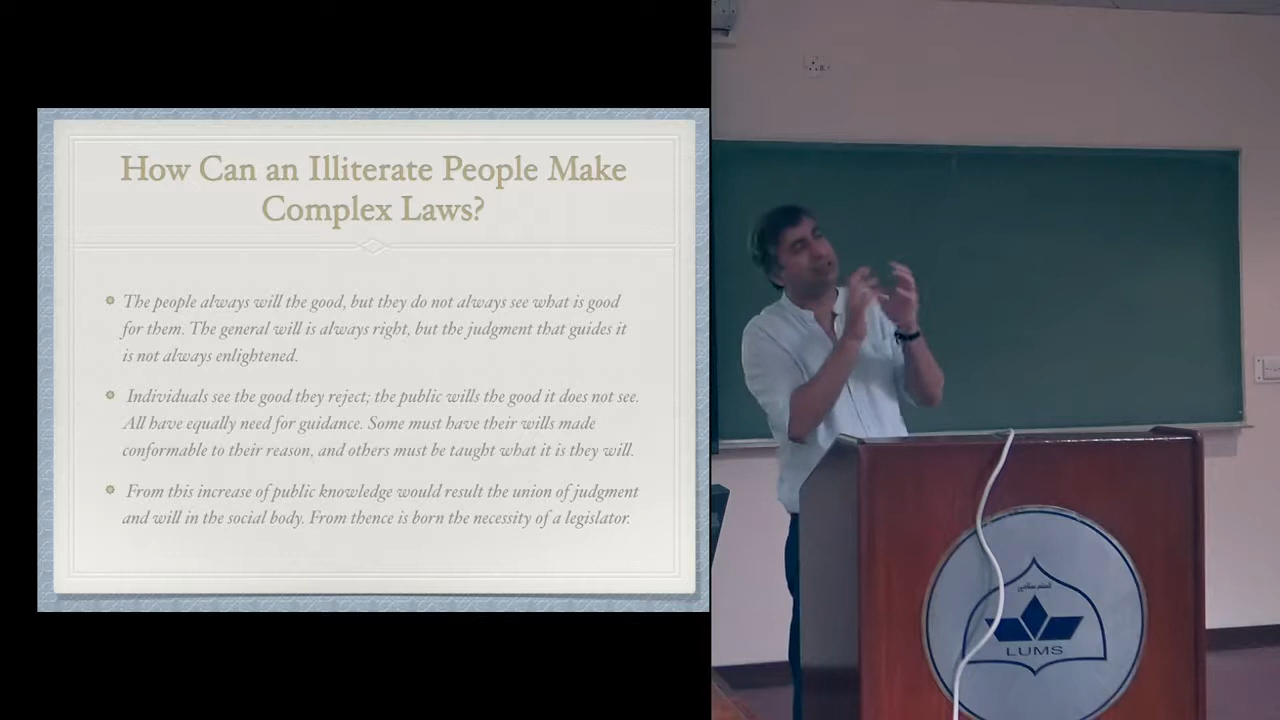 How Can an Illiterate People Make
Complex Laws?
The people always will the good, but they do not always see what is good
for them. The general will is always right, but the judgment that guides it
is not always enlightened.
Individuals see the good they reject; the public wills the good it does not see.
All have equally need for guidance. Some must have their wills made
conformable to their reason, and others must be taught what it is they will.
From this increase of public knowledge would result the union of judgment
and will in the social body. From thence is born the necessity of a legislator.
LUMS